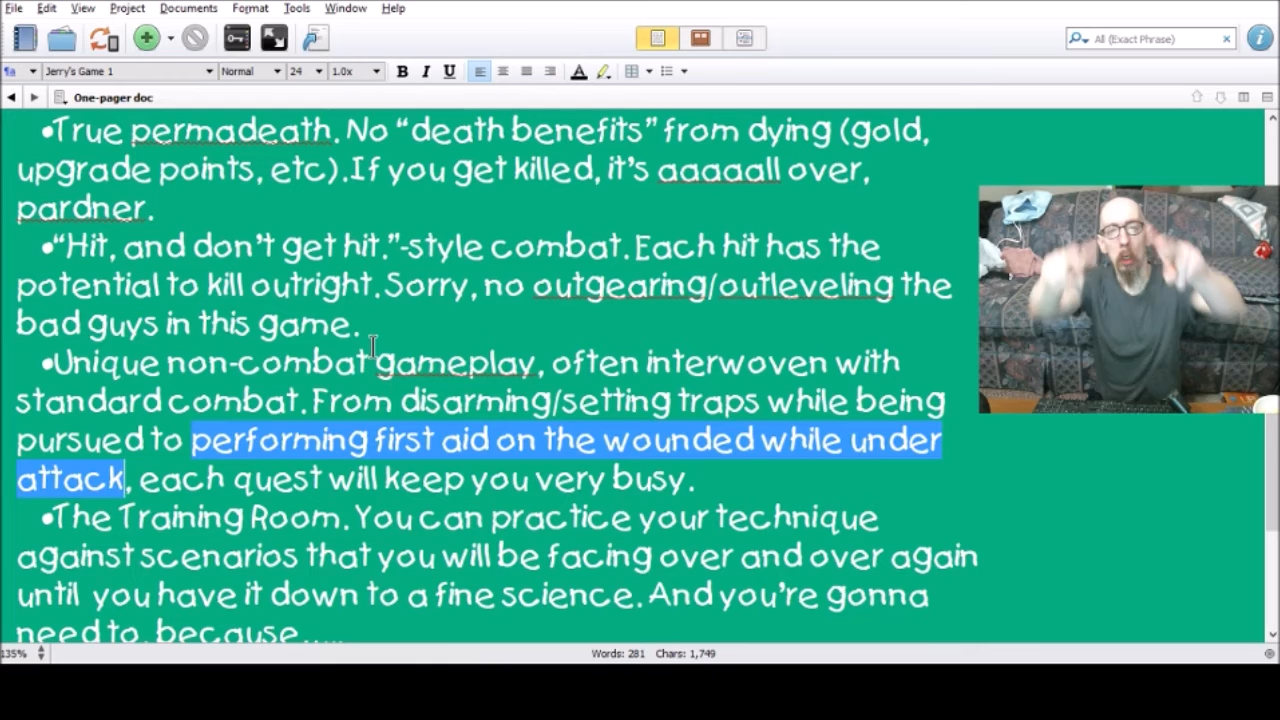 File Edit View Project Documents Format Tools Window Help
All (Exact Phrase)
Jerry's Game 1 Normal 24 1.0x B I U A
One-pager doc
•True permadeath. No “death benefits” from dying (gold,
upgrade points, etc).If you get killed, it's aaaaall over,
pardner.
•“Hit, and don't get hit.”-style combat. Each hit has the
potential to kill outright. Sorry, no outgearing/outleveling the
bad guys in this game.
•Unique non-combat gameplay, often interwoven with
standard combat. From disarming/setting traps while being
pursued to performing first aid on the wounded while under
attack, each quest will keep you very busy.
•The Training Room. You can practice your technique
against scenarios that you will be facing over and over again
until you have it down to a fine science. And you're gonna
need to, because.....
135% Words: 281 Chars: 1,749